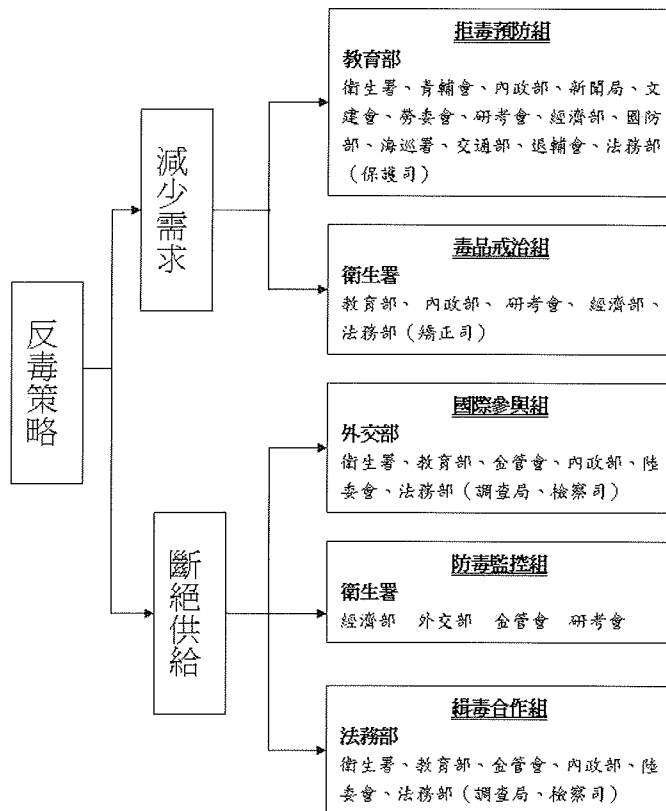 反毒策略
減少需求
拒毒預防組
教育部
衛生署、青輔會、內政部、新聞局、文
建會、勞委會、研考會、經濟部、國防
部、海巡署、交通部、退輔會、法務部
(保護司)
毒品戒治組
衛生署
教育部、 內政部、 研考會、 經濟部、
法務部(矯正司)
斷絕供給
國際參與組
外交部
衛生署、教育部、金管會、內政部、陸
委會、法務部(調查局、檢察司)
防毒監控組
衛生署
經濟部 外交部 金管會 研考會
緝毒合作組
法務部
衛生署、教育部、金管會、內政部、陸
委會、法務部(調查局、檢察司)